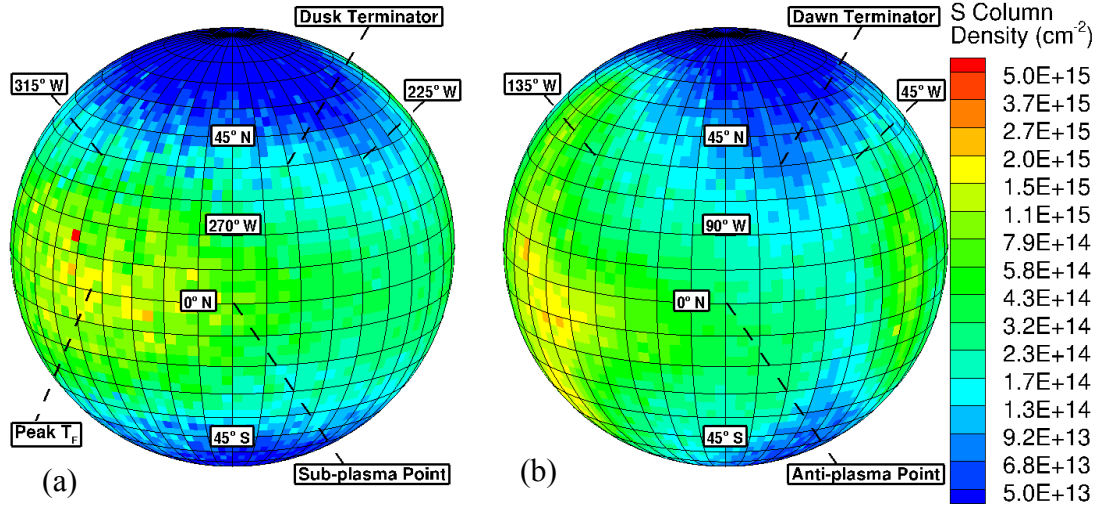 Dusk Terminator
Dawn Terminator
S Column
Density (cm⁻²)
315° W
225° W
135° W
45° W
45° N
45° N
270° W
90° W
0° N
0° N
Peak T_F
45° S
45° S
(a)
Sub-plasma Point
(b)
Anti-plasma Point
5.0E+15
3.7E+15
2.7E+15
2.0E+15
1.5E+15
1.1E+15
7.9E+14
5.8E+14
4.3E+14
3.2E+14
2.3E+14
1.7E+14
1.3E+14
9.2E+13
6.8E+13
5.0E+13